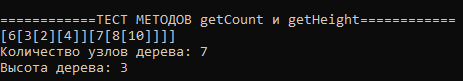 ============ТЕСТ МЕТОДОВ getCount и getHeight============
[6[3[2][4]][7[8[10]]]]
Количество узлов дерева: 7
Высота дерева: 3